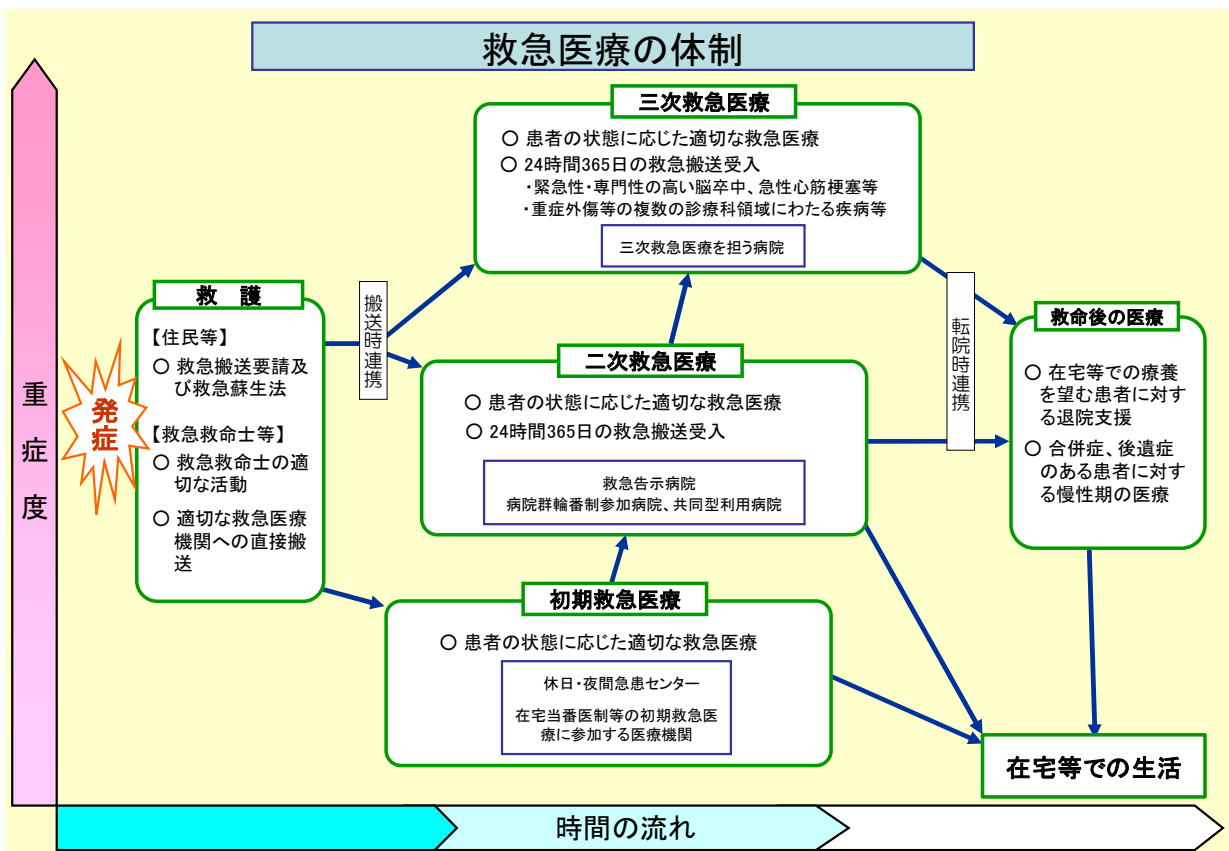 救急医療の体制
重症度
発症
救　護
【住民等】
○ 救急搬送要請及
び救急蘇生法
【救急救命士等】
○ 救急救命士の適
切な活動
○ 適切な救急医療
機関への直接搬
送
搬送時連携
三次救急医療
○ 患者の状態に応じた適切な救急医療
○ 24時間365日の救急搬送受入
・緊急性・専門性の高い脳卒中、急性心筋梗塞等
・重症外傷等の複数の診療科領域にわたる疾病等
三次救急医療を担う病院
二次救急医療
○ 患者の状態に応じた適切な救急医療
○ 24時間365日の救急搬送受入
救急告示病院
病院群輪番制参加病院、共同型利用病院
初期救急医療
○ 患者の状態に応じた適切な救急医療
休日・夜間急患センター
在宅当番医制等の初期救急医
療に参加する医療機関
転院時連携
救命後の医療
○ 在宅等での療養
を望む患者に対す
る退院支援
○ 合併症、後遺症
のある患者に対す
る慢性期の医療
在宅等での生活
時間の流れ